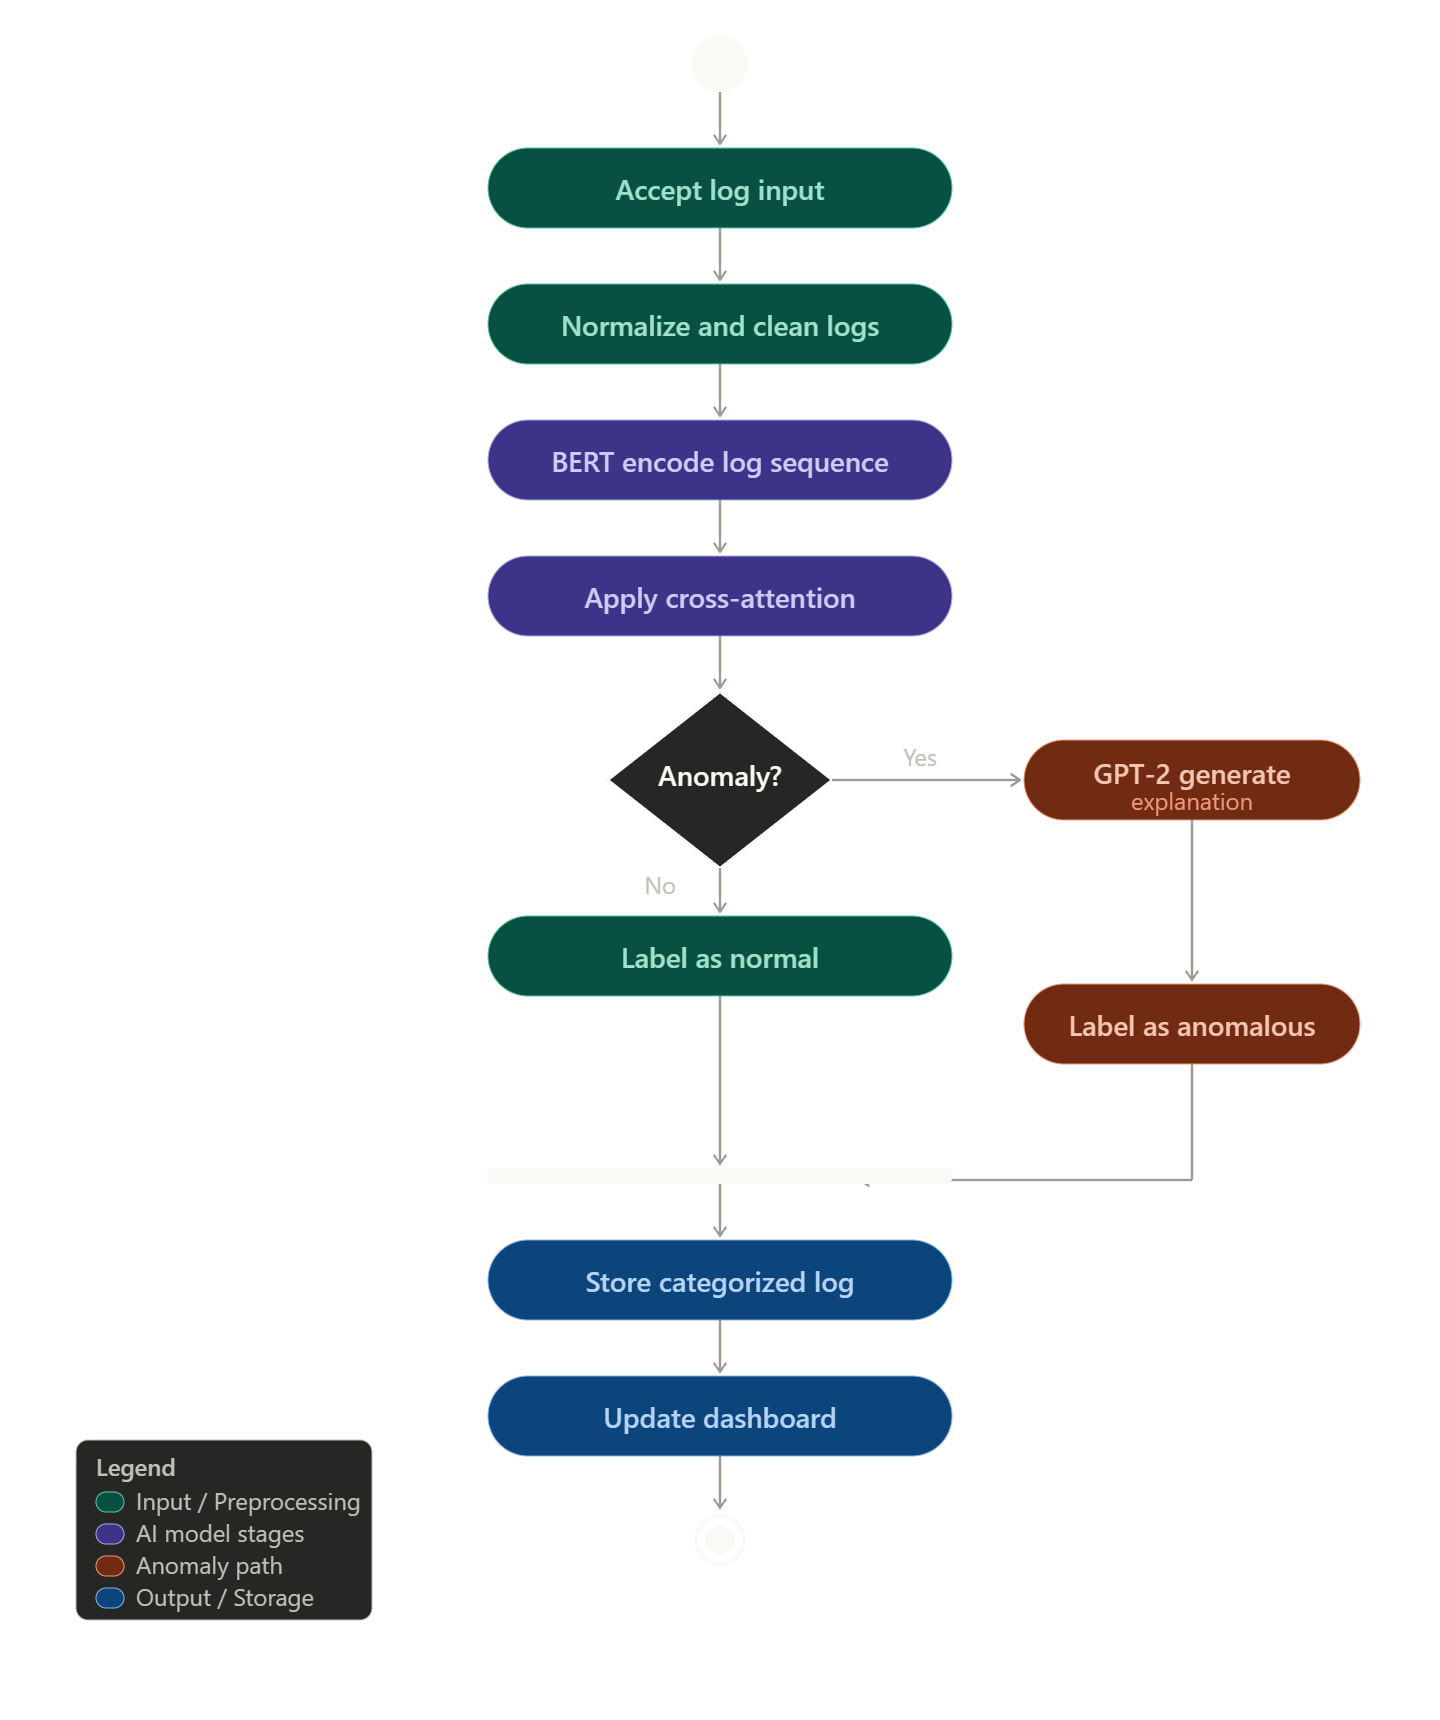 Accept log input
Normalize and clean logs
BERT encode log sequence
Apply cross-attention
Anomaly?
Yes
GPT-2 generate
explanation
No
Label as normal
Label as anomalous
Store categorized log
Update dashboard
Legend
Input / Preprocessing
AI model stages
Anomaly path
Output / Storage